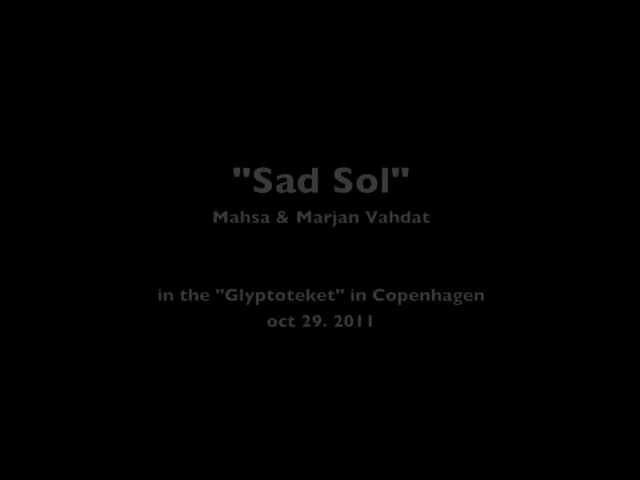 "Sad Sol"
Mahsa & Marjan Vahdat
in the "Glyptoteket" in Copenhagen
oct 29. 2011